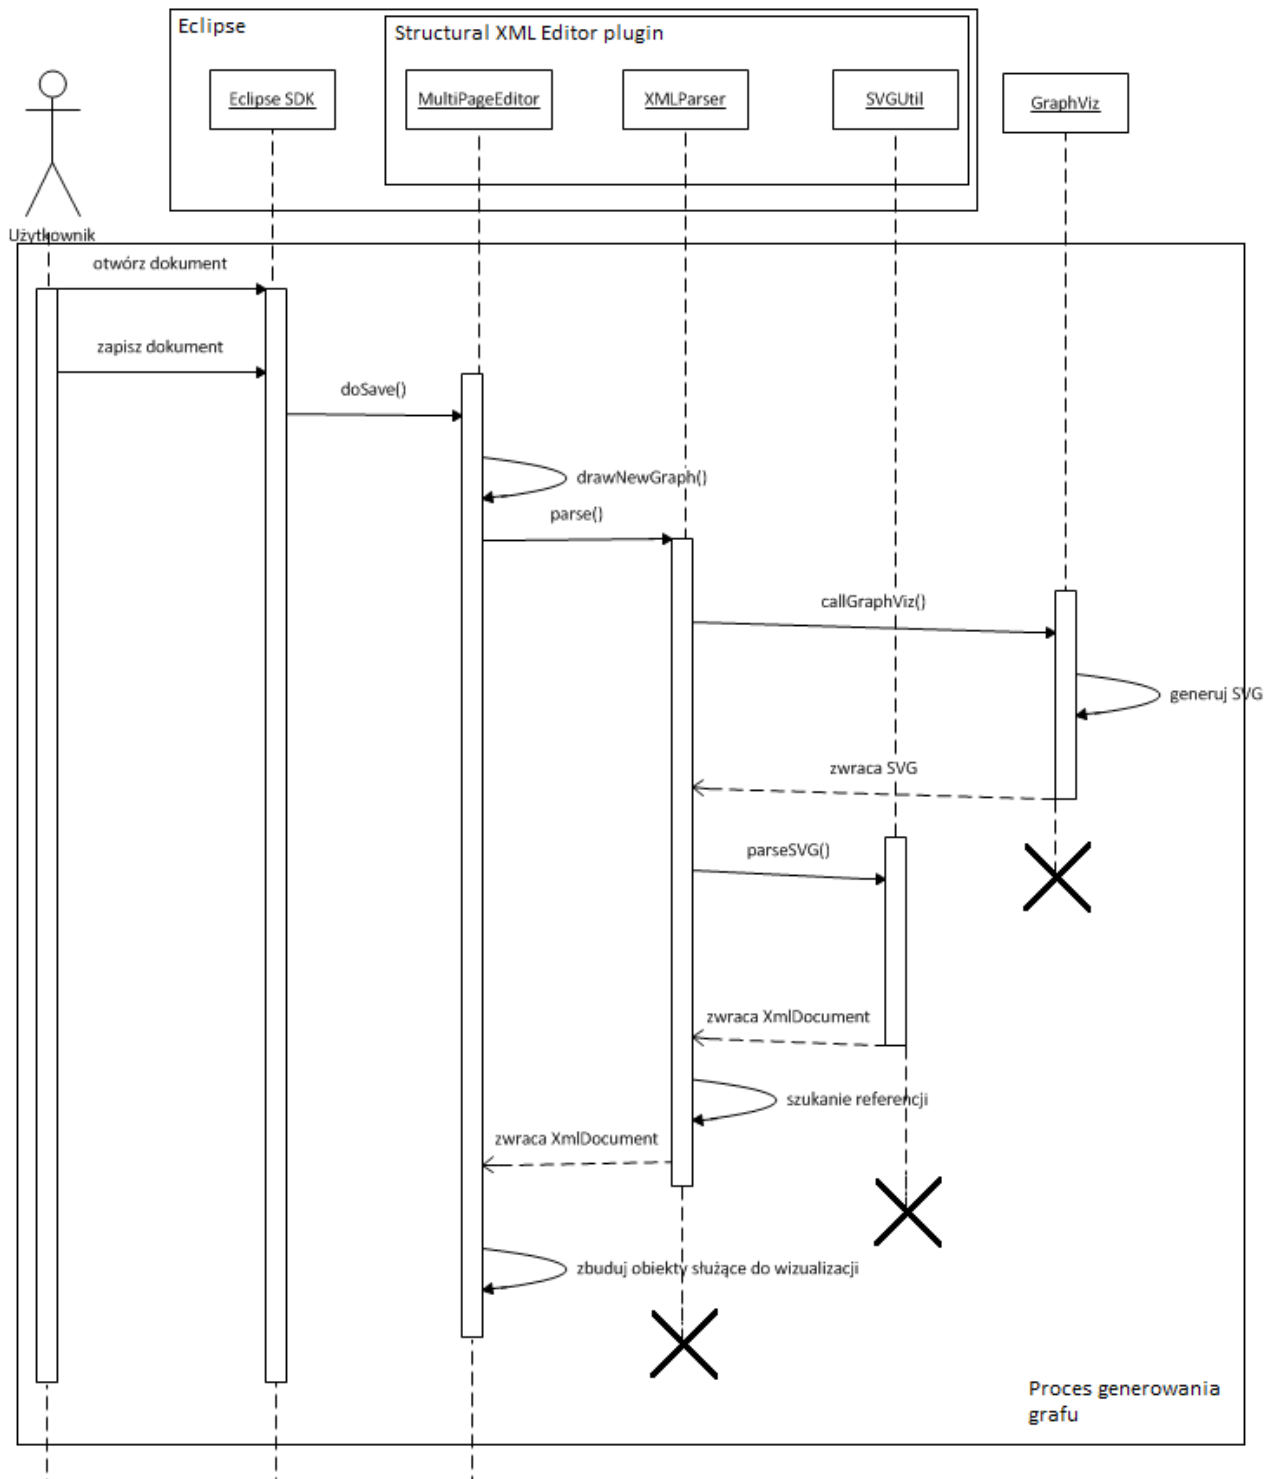 Eclipse
Structural XML Editor plugin
Eclipse SDK
MultiPageEditor
XMLParser
SVGUtil
GraphViz
Użytkownik
otwórz dokument
zapisz dokument
doSave()
drawNewGraph()
parse()
callGraphViz()
generuj SVG
zwraca SVG
parseSVG()
zwraca XmlDocument
szukanie referencji
zwraca XmlDocument
zbuduj obiekty służące do wizualizacji
Proces generowania
grafu